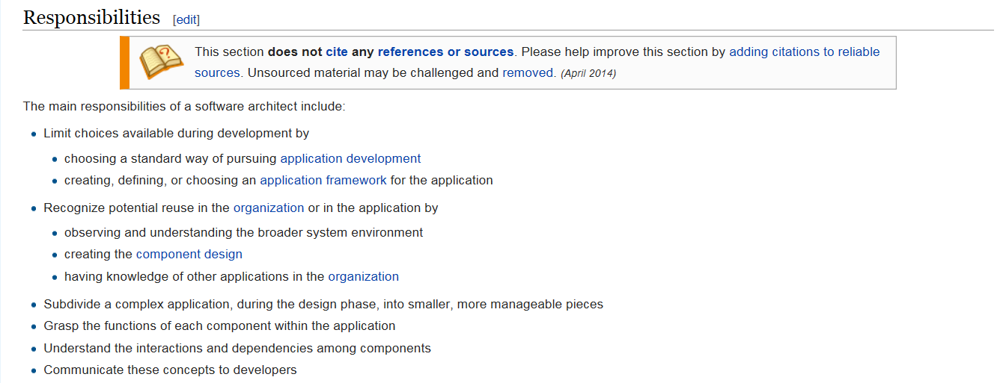 Responsibilities [edit]
This section does not cite any references or sources. Please help improve this section by adding citations to reliable
sources. Unsourced material may be challenged and removed. (April 2014)
The main responsibilities of a software architect include:
• Limit choices available during development by
• choosing a standard way of pursuing application development
• creating, defining, or choosing an application framework for the application
• Recognize potential reuse in the organization or in the application by
• observing and understanding the broader system environment
• creating the component design
• having knowledge of other applications in the organization
• Subdivide a complex application, during the design phase, into smaller, more manageable pieces
• Grasp the functions of each component within the application
• Understand the interactions and dependencies among components
• Communicate these concepts to developers